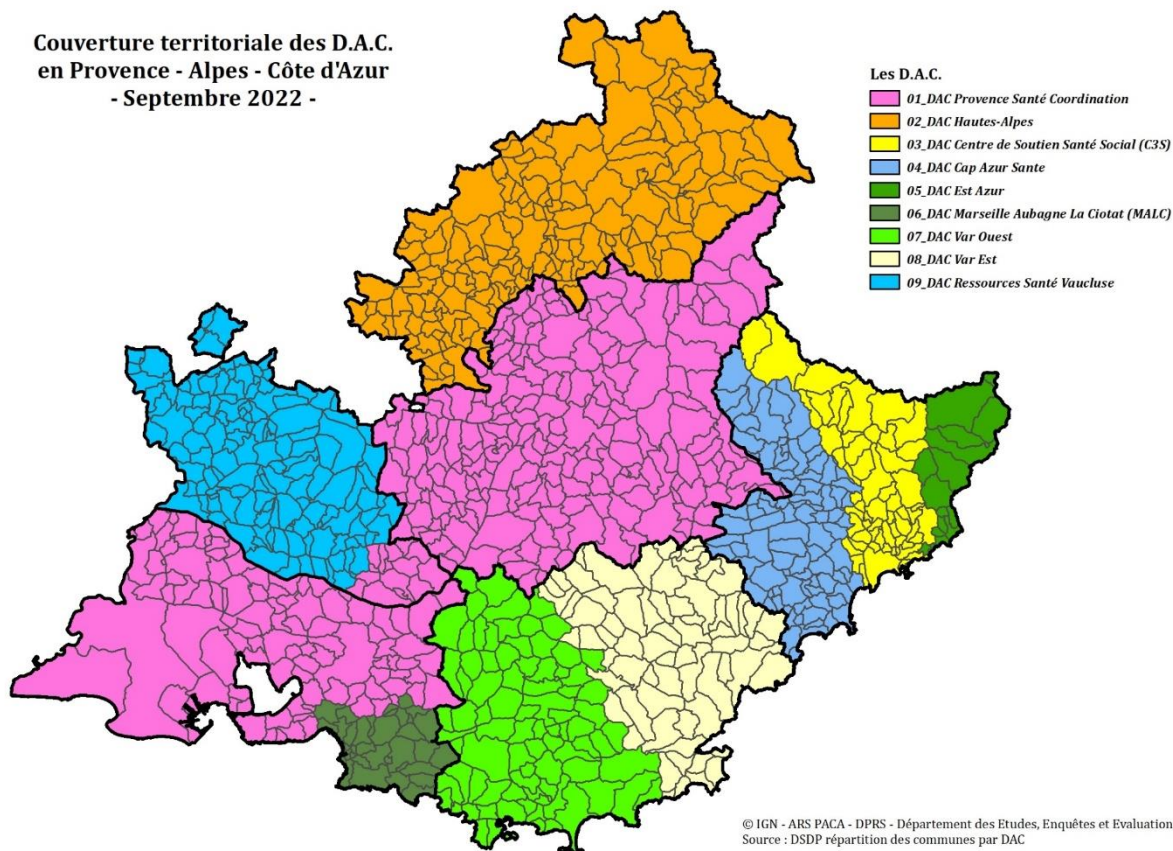 Couverture territoriale des D.A.C.
en Provence - Alpes - Côte d'Azur
- Septembre 2022 -
Les D.A.C.
01_DAC Provence Santé Coordination
02_DAC Hautes-Alpes
03_DAC Centre de Soutien Santé Social (C3S)
04_DAC Cap Azur Sante
05_DAC Est Azur
06_DAC Marseille Aubagne La Ciotat (MALC)
07_DAC Var Ouest
08_DAC Var Est
09_DAC Ressources Santé Vaucluse
© IGN - ARS PACA - DPRS - Département des Etudes, Enquêtes et Evaluation
Source : DSDP répartition des communes par DAC